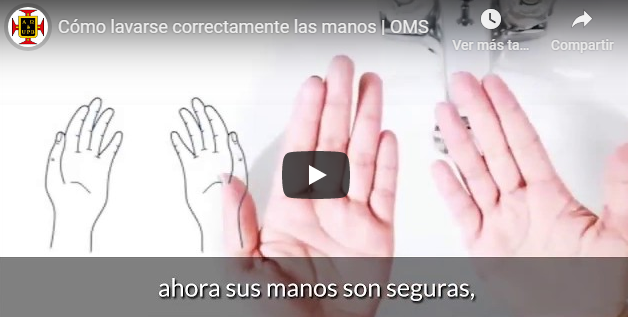 Cómo lavarse correctamente las manos | OMS
Ver más ta...
Compartir
ahora sus manos son seguras,